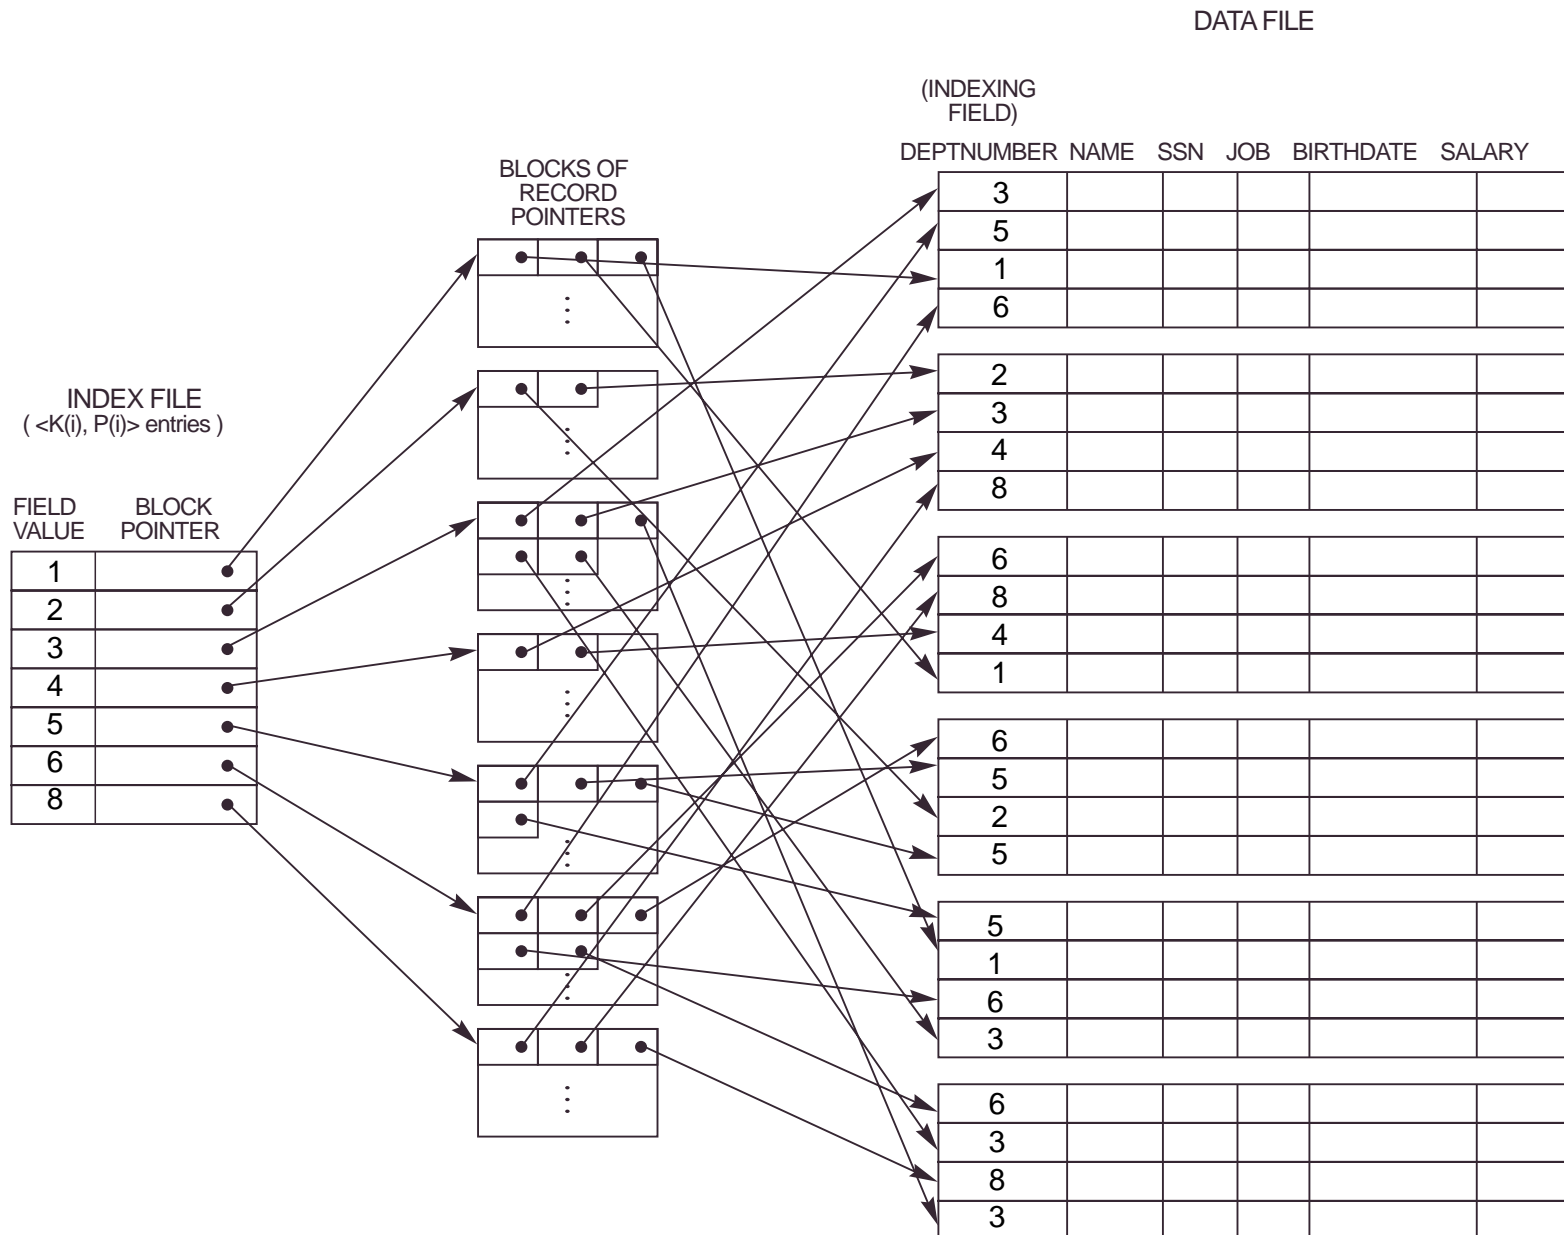 DATA FILE
(INDEXING
FIELD)
DEPTNUMBER NAME SSN JOB BIRTHDATE SALARY
BLOCKS OF
RECORD
POINTERS
INDEX FILE
( <K(i), P(i)> entries )
FIELD
VALUE
BLOCK
POINTER
1
2
3
4
5
6
8
3
5
1
6
2
3
4
8
6
8
4
1
6
5
2
5
5
1
6
3
6
3
8
3